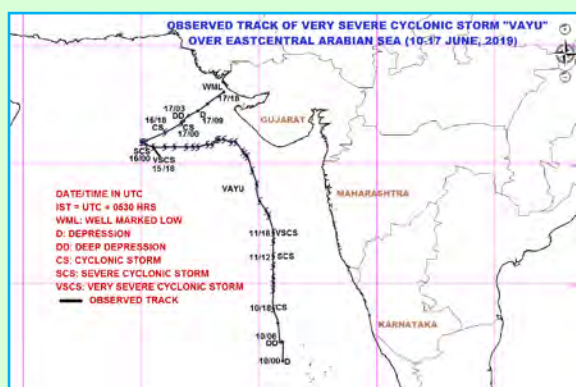 OBSERVED TRACK OF VERY SEVERE CYCLONIC STORM "VAYU"
OVER EASTCENTRAL ARABIAN SEA (10-17 JUNE, 2019)
WML
17/18
17/03
DD
D
17/09
16/18
CS
CS
17/00
GUJARAT
SCS
16/00
VSCS
15/18
VAYU
MAHARASHTRA
DATE/TIME IN UTC
IST = UTC + 0530 HRS
WML: WELL MARKED LOW
D: DEPRESSION
DD: DEEP DEPRESSION
CS: CYCLONIC STORM
SCS: SEVERE CYCLONIC STORM
VSCS: VERY SEVERE CYCLONIC STORM
OBSERVED TRACK
11/18 VSCS
11/12 SCS
10/18 CS
KARNATAKA
10/06
DD
10/00 D